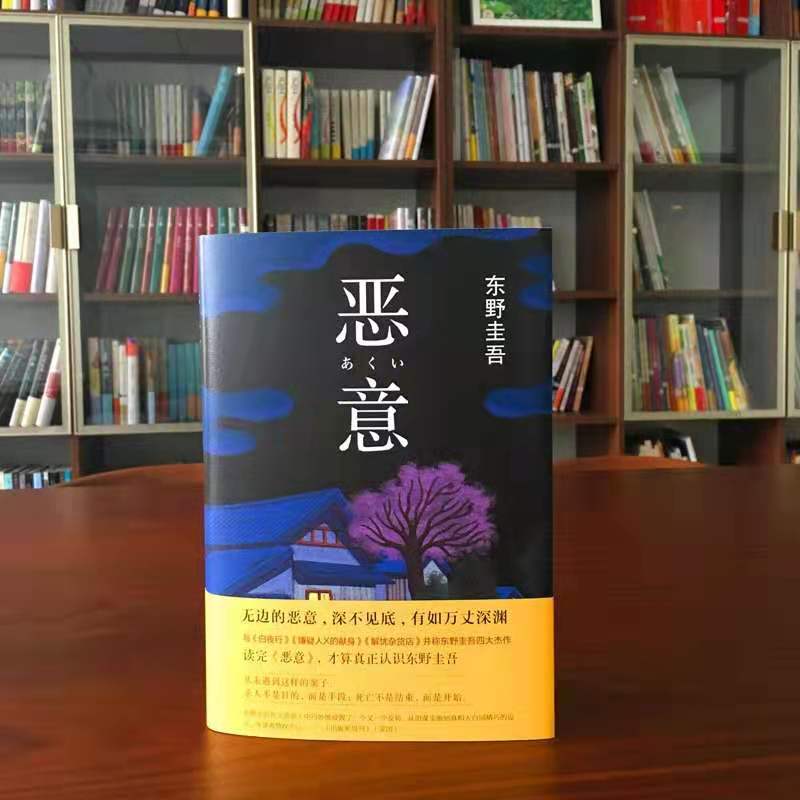 恶意
あくい
东野圭吾
无边的恶意，深不见底，有如万丈深渊
与《白夜行》《嫌疑人X的献身》《解忧杂货店》并称东野圭吾四大杰作
读完《恶意》，才算真正认识东野圭吾
从未遇到这样的案子
杀人不是目的，而是手段；死亡不是结束，而是开始。